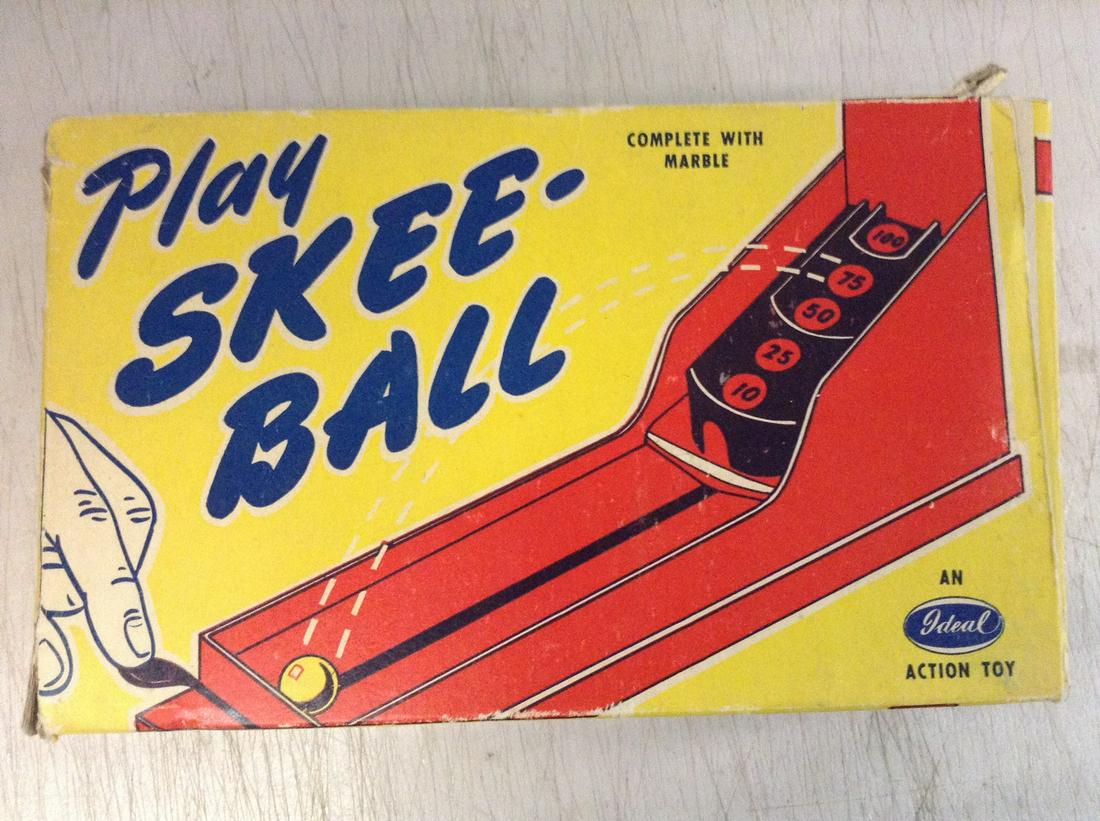 Play
SKEE-
BALL
COMPLETE WITH
MARBLE
100
75
50
25
10
AN
Ideal
ACTION TOY